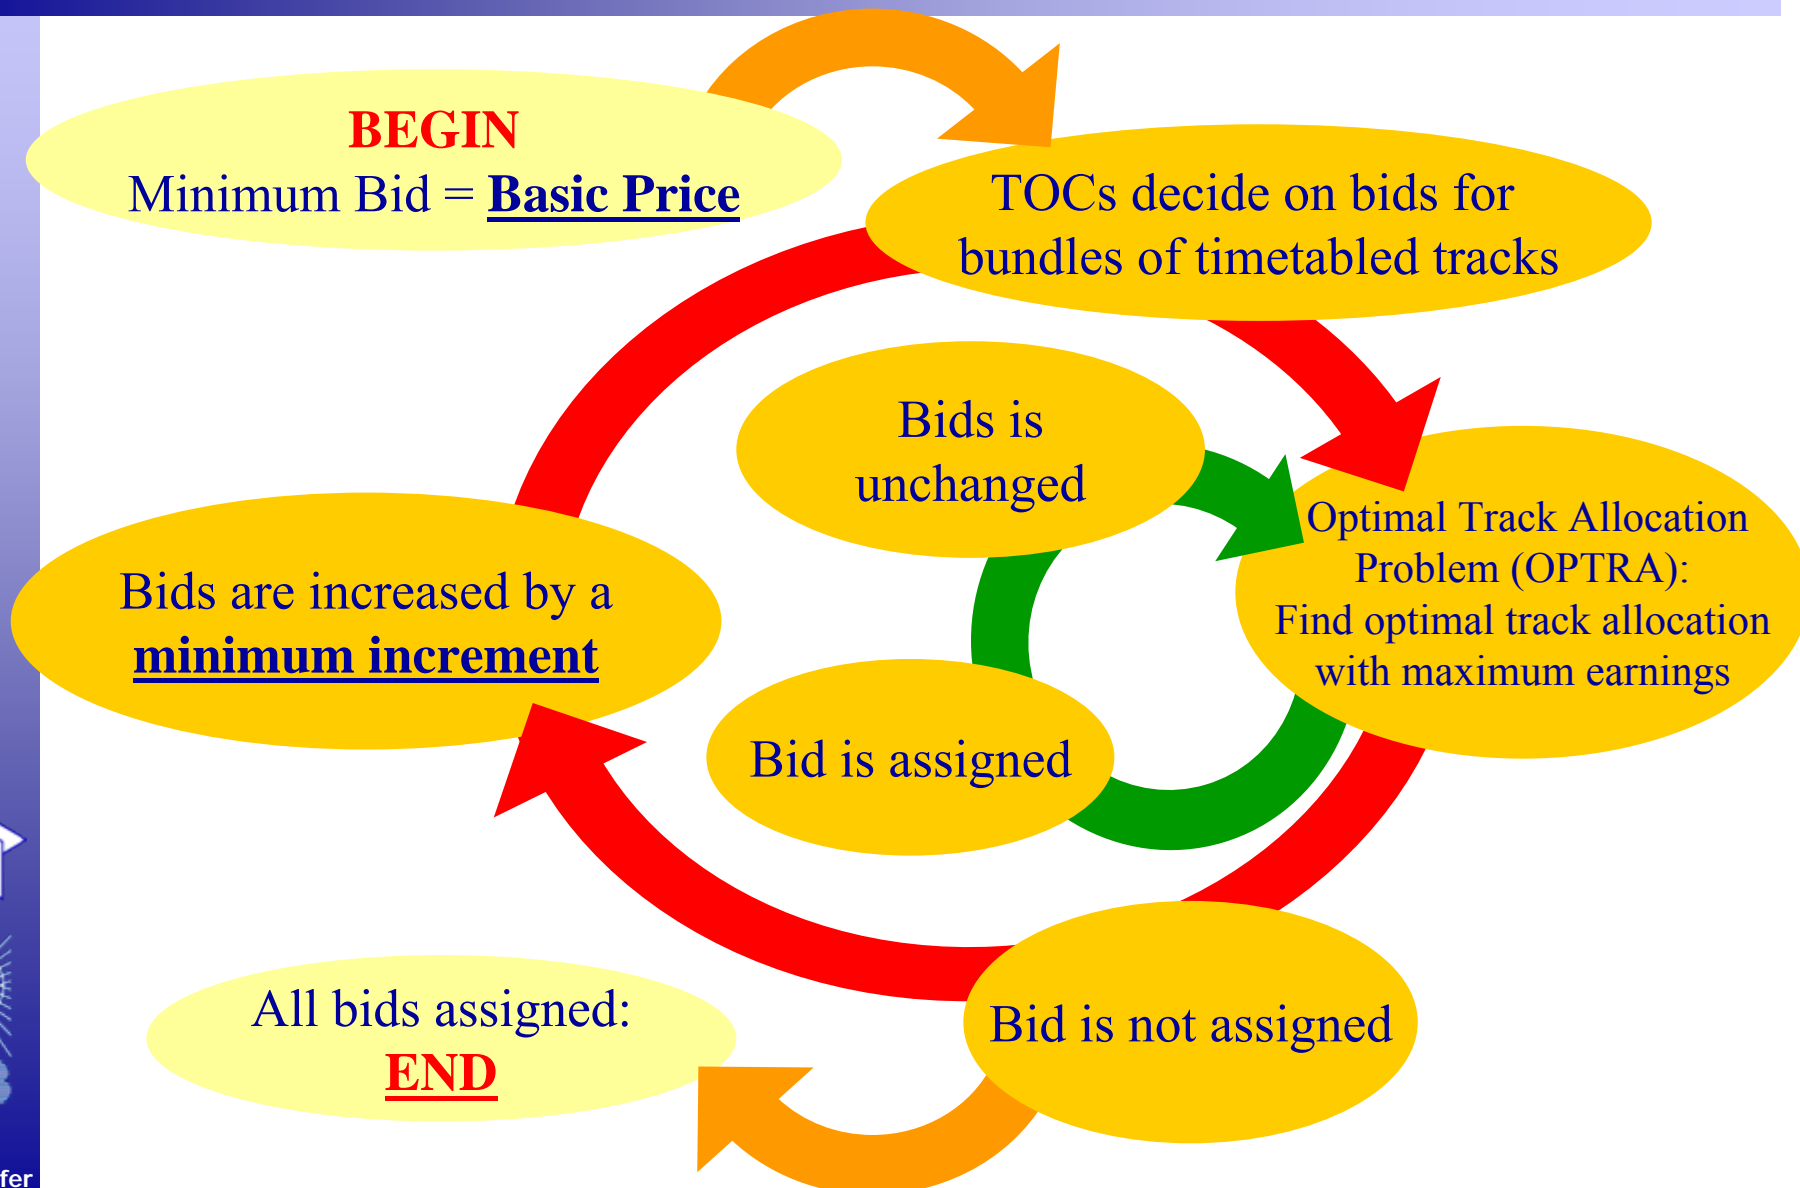 BEGIN
Minimum Bid = Basic Price
TOCs decide on bids for
bundles of timetabled tracks
Bids is
unchanged
Optimal Track Allocation
Problem (OPTRA):
Find optimal track allocation
with maximum earnings
Bids are increased by a
minimum increment
Bid is assigned
All bids assigned:
END
Bid is not assigned
fer